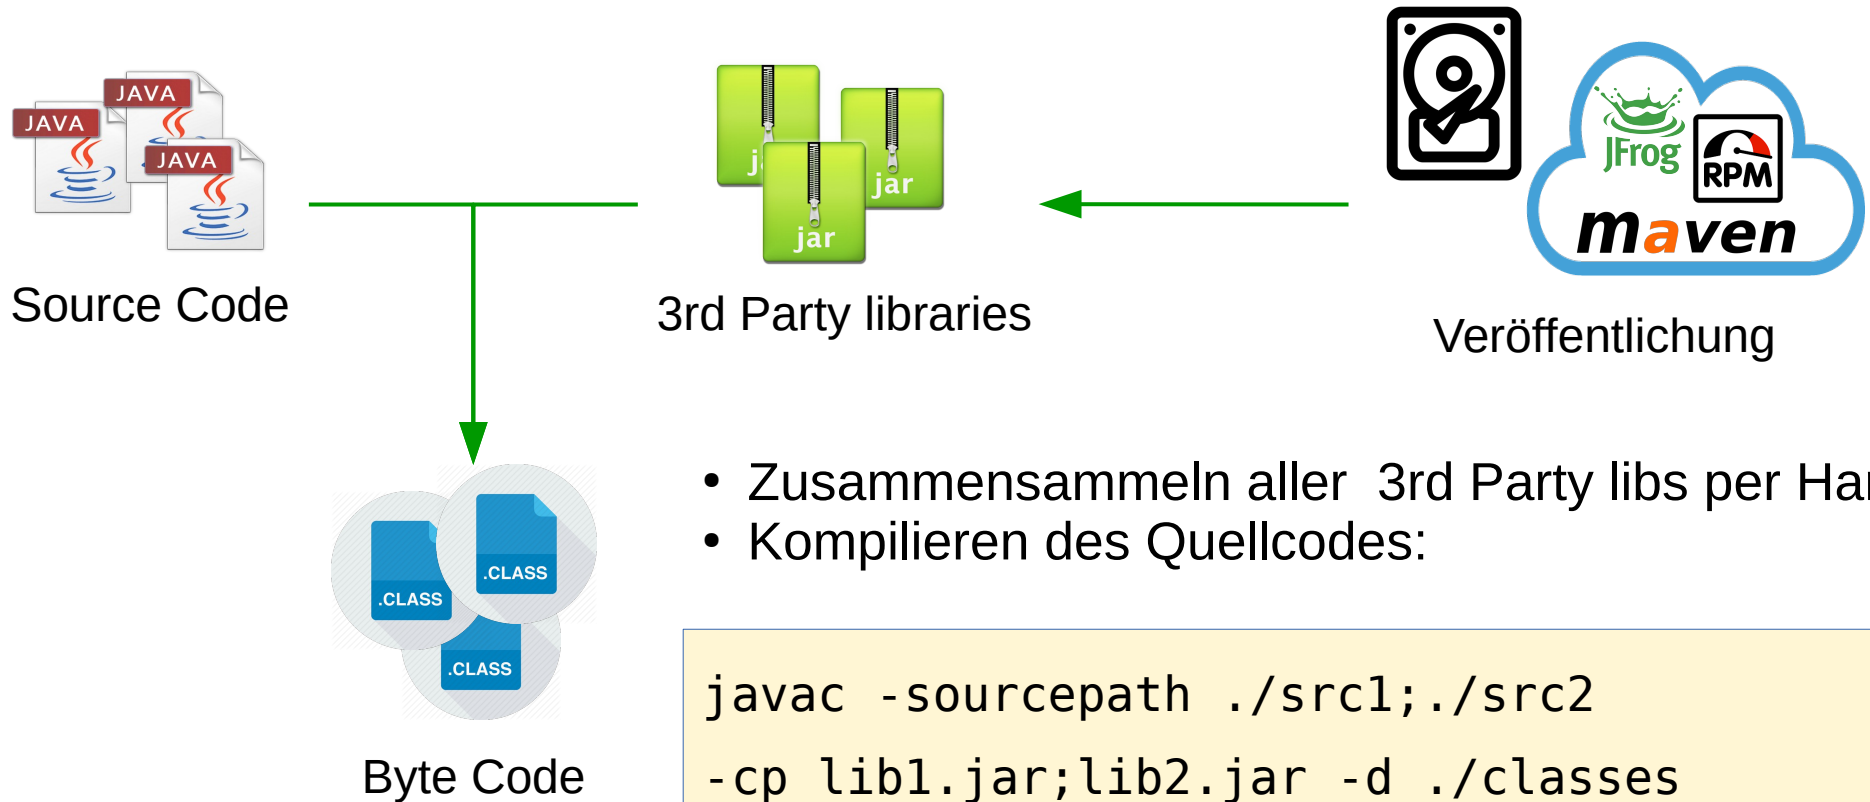 JAVA
JAVA
JAVA
Source Code
jar
jar
3rd Party libraries
JFrog
RPM
maven
Veröffentlichung
.CLASS
.CLASS
.CLASS
Byte Code
• Zusammensammeln aller  3rd Party libs per Ha
• Kompilieren des Quellcodes:
javac -sourcepath ./src1;./src2
-cp lib1.jar;lib2.jar -d ./classes